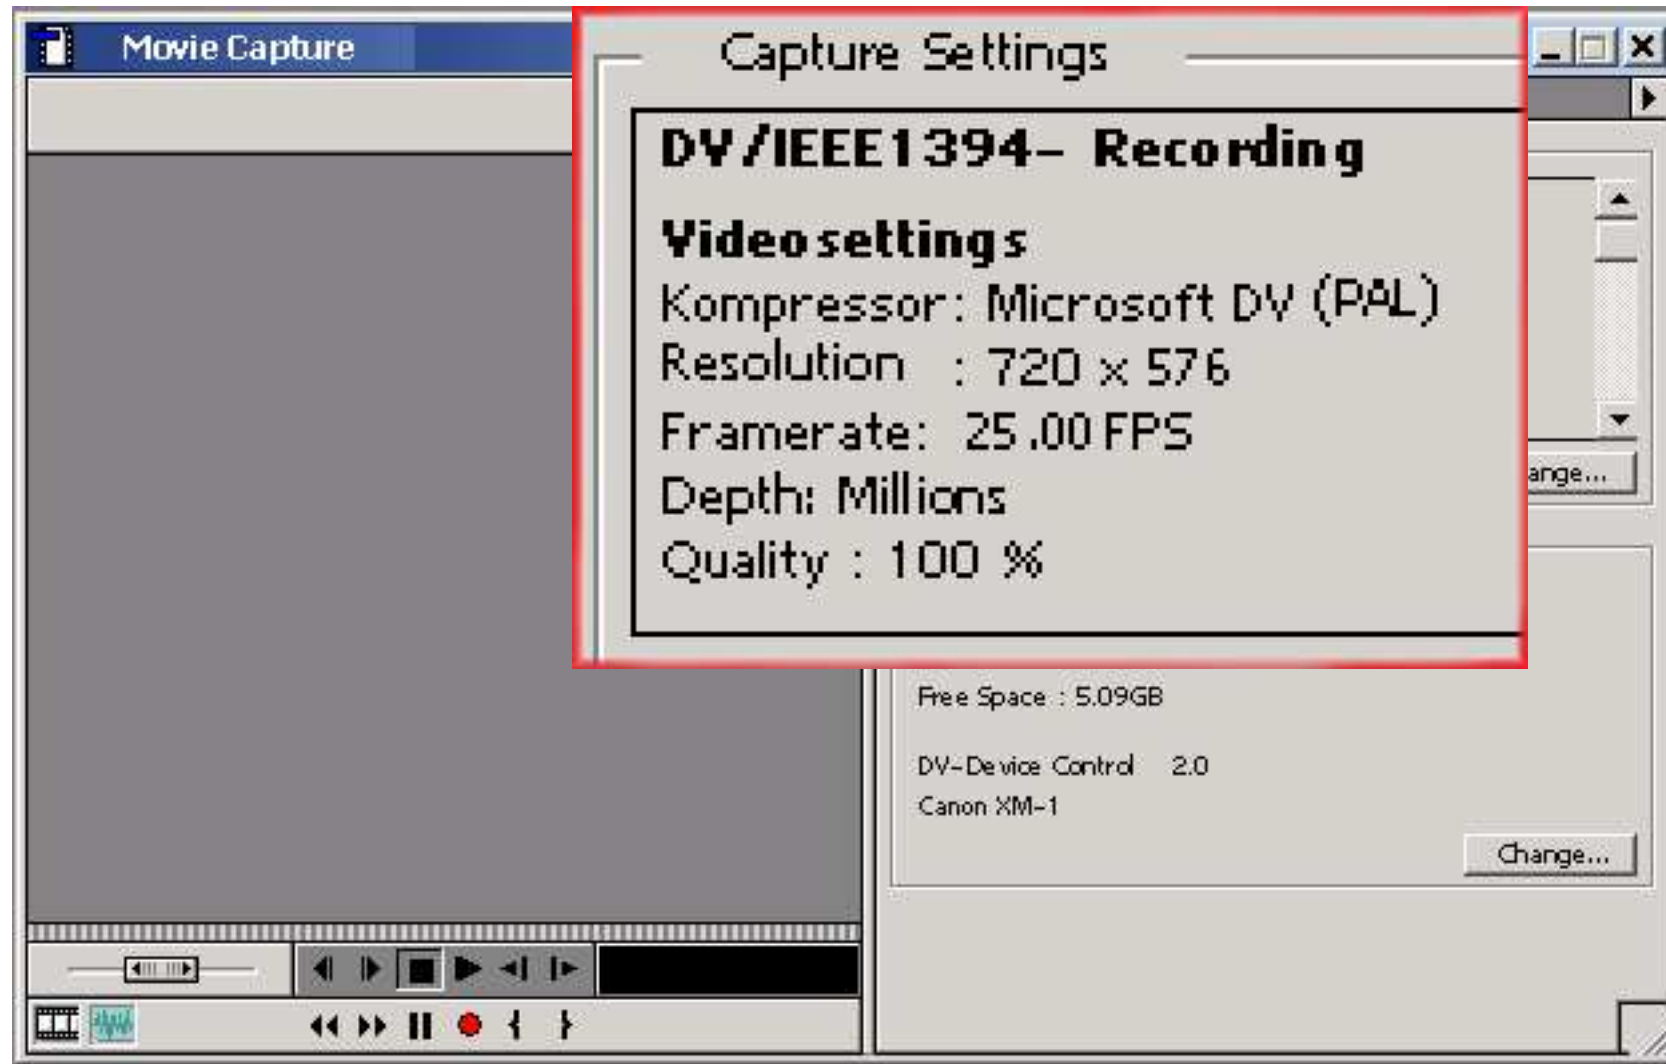 Movie Capture
Capture Settings
DV/IEEE1394- Recording
Videosettings
Kompressor: Microsoft DV (PAL)
Resolution : 720 x 576
Framerate: 25.00 FPS
Depth: Millions
Quality : 100 %
ange...
Free Space : 5.09GB
DV-Device Control 2.0
Canon XM-1
Change...